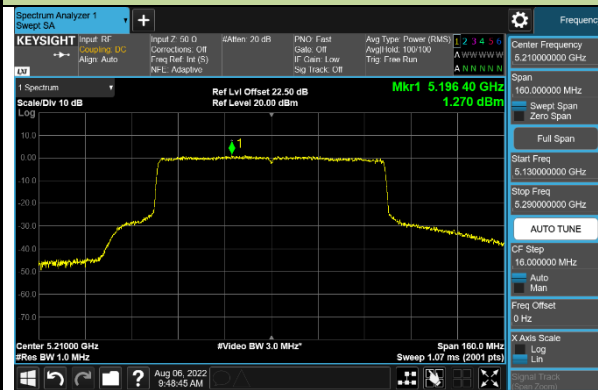 Spectrum Analyzer 1
Swept SA
+
Frequenc
KEYSIGHT
LXI
Input: RF
Coupling: DC
Align: Auto
Input Z: 50 Ω
Corrections: Off
Freq Ref: Int (S)
NFE: Adaptive
#Atten: 20 dB
PNO: Fast
Gate: Off
IF Gain: Low
Sig Track: Off
Avg Type: Power (RMS)
Avg|Hold: 100/100
Trig: Free Run
1 2 3 4 5 6
A W W W W W
A N N N N N
1 Spectrum
Scale/Div 10 dB
Log
Ref Lvl Offset 22.50 dB
Ref Level 20.00 dBm
Mkr1 5.196 40 GHz
1.270 dBm
1
10.0
0.00
-10.0
-20.0
-30.0
-40.0
-50.0
-60.0
-70.0
Center 5.21000 GHz
#Res BW 1.0 MHz
#Video BW 3.0 MHz*
Span 160.0 MHz
Sweep 1.07 ms (2001 pts)
Center Frequency
5.210000000 GHz
Span
160.000000 MHz
Swept Span
Zero Span
Full Span
Start Freq
5.130000000 GHz
Stop Freq
5.290000000 GHz
AUTO TUNE
CF Step
16.000000 MHz
Auto
Man
Freq Offset
0 Hz
X Axis Scale
Log
Lin
Signal Track
(Span Zoom)
?
Aug 06, 2022
9:48:45 AM